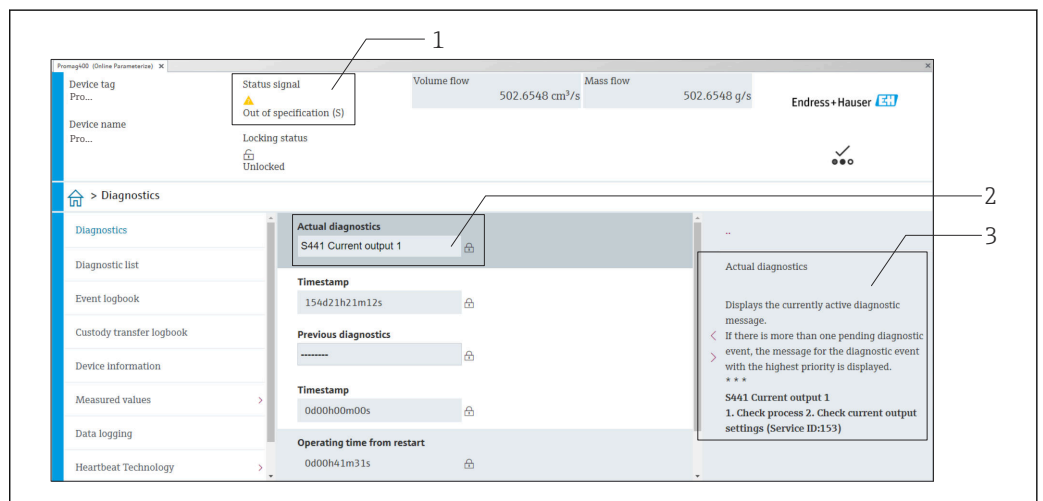 1
Promag400 (Online Parameterize) ×
×
Device tag
Pro...
Device name
Pro...
Status signal
Out of specification (S)
Locking status
Unlocked
Volume flow
502.6548 cm³/s
Mass flow
502.6548 g/s
Endress+Hauser EH
> Diagnostics
2
3
Diagnostics
Diagnostic list
Event logbook
Custody transfer logbook
Device information
Measured values >
Data logging
Heartbeat Technology >
Actual diagnostics
S441 Current output 1
Timestamp
154d21h21m12s
Previous diagnostics
--------
Timestamp
0d00h00m00s
Operating time from restart
0d00h41m31s
..
Actual diagnostics
Displays the currently active diagnostic
message.
If there is more than one pending diagnostic
event, the message for the diagnostic event
with the highest priority is displayed.
* * *
S441 Current output 1
1. Check process 2. Check current output
settings (Service ID:153)